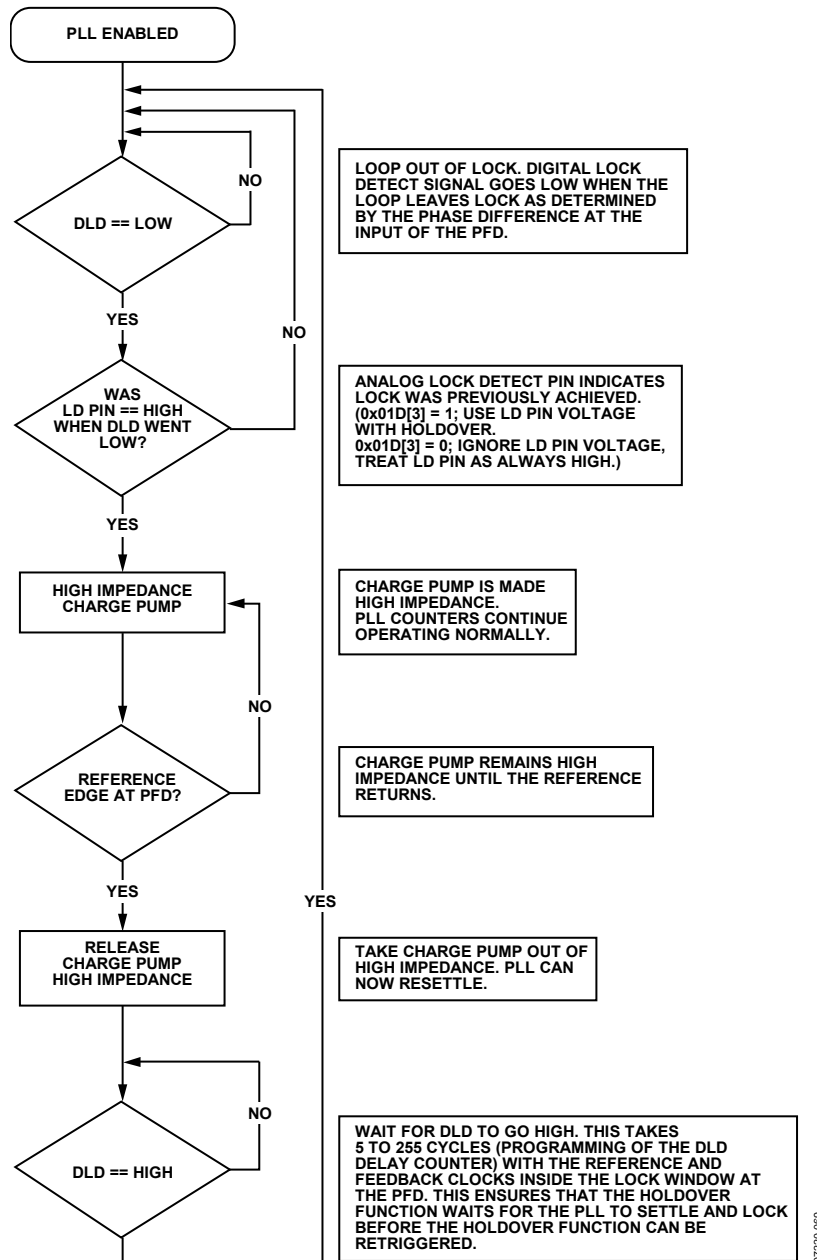 PLL ENABLED
NO
DLD == LOW
LOOP OUT OF LOCK. DIGITAL LOCK
DETECT SIGNAL GOES LOW WHEN THE
LOOP LEAVES LOCK AS DETERMINED
BY THE PHASE DIFFERENCE AT THE
INPUT OF THE PFD.
YES
NO
WAS
LD PIN == HIGH
WHEN DLD WENT
LOW?
ANALOG LOCK DETECT PIN INDICATES
LOCK WAS PREVIOUSLY ACHIEVED.
(0x01D[3] = 1; USE LD PIN VOLTAGE
WITH HOLDOVER.
0x01D[3] = 0; IGNORE LD PIN VOLTAGE,
TREAT LD PIN AS ALWAYS HIGH.)
YES
HIGH IMPEDANCE
CHARGE PUMP
CHARGE PUMP IS MADE
HIGH IMPEDANCE.
PLL COUNTERS CONTINUE
OPERATING NORMALLY.
NO
REFERENCE
EDGE AT PFD?
CHARGE PUMP REMAINS HIGH
IMPEDANCE UNTIL THE REFERENCE
RETURNS.
YES
YES
RELEASE
CHARGE PUMP
HIGH IMPEDANCE
TAKE CHARGE PUMP OUT OF
HIGH IMPEDANCE. PLL CAN
NOW RESETTLE.
NO
DLD == HIGH
WAIT FOR DLD TO GO HIGH. THIS TAKES
5 TO 255 CYCLES (PROGRAMMING OF THE DLD
DELAY COUNTER) WITH THE REFERENCE AND
FEEDBACK CLOCKS INSIDE THE LOCK WINDOW AT
THE PFD. THIS ENSURES THAT THE HOLDOVER
FUNCTION WAITS FOR THE PLL TO SETTLE AND LOCK
BEFORE THE HOLDOVER FUNCTION CAN BE
RETRIGGERED.